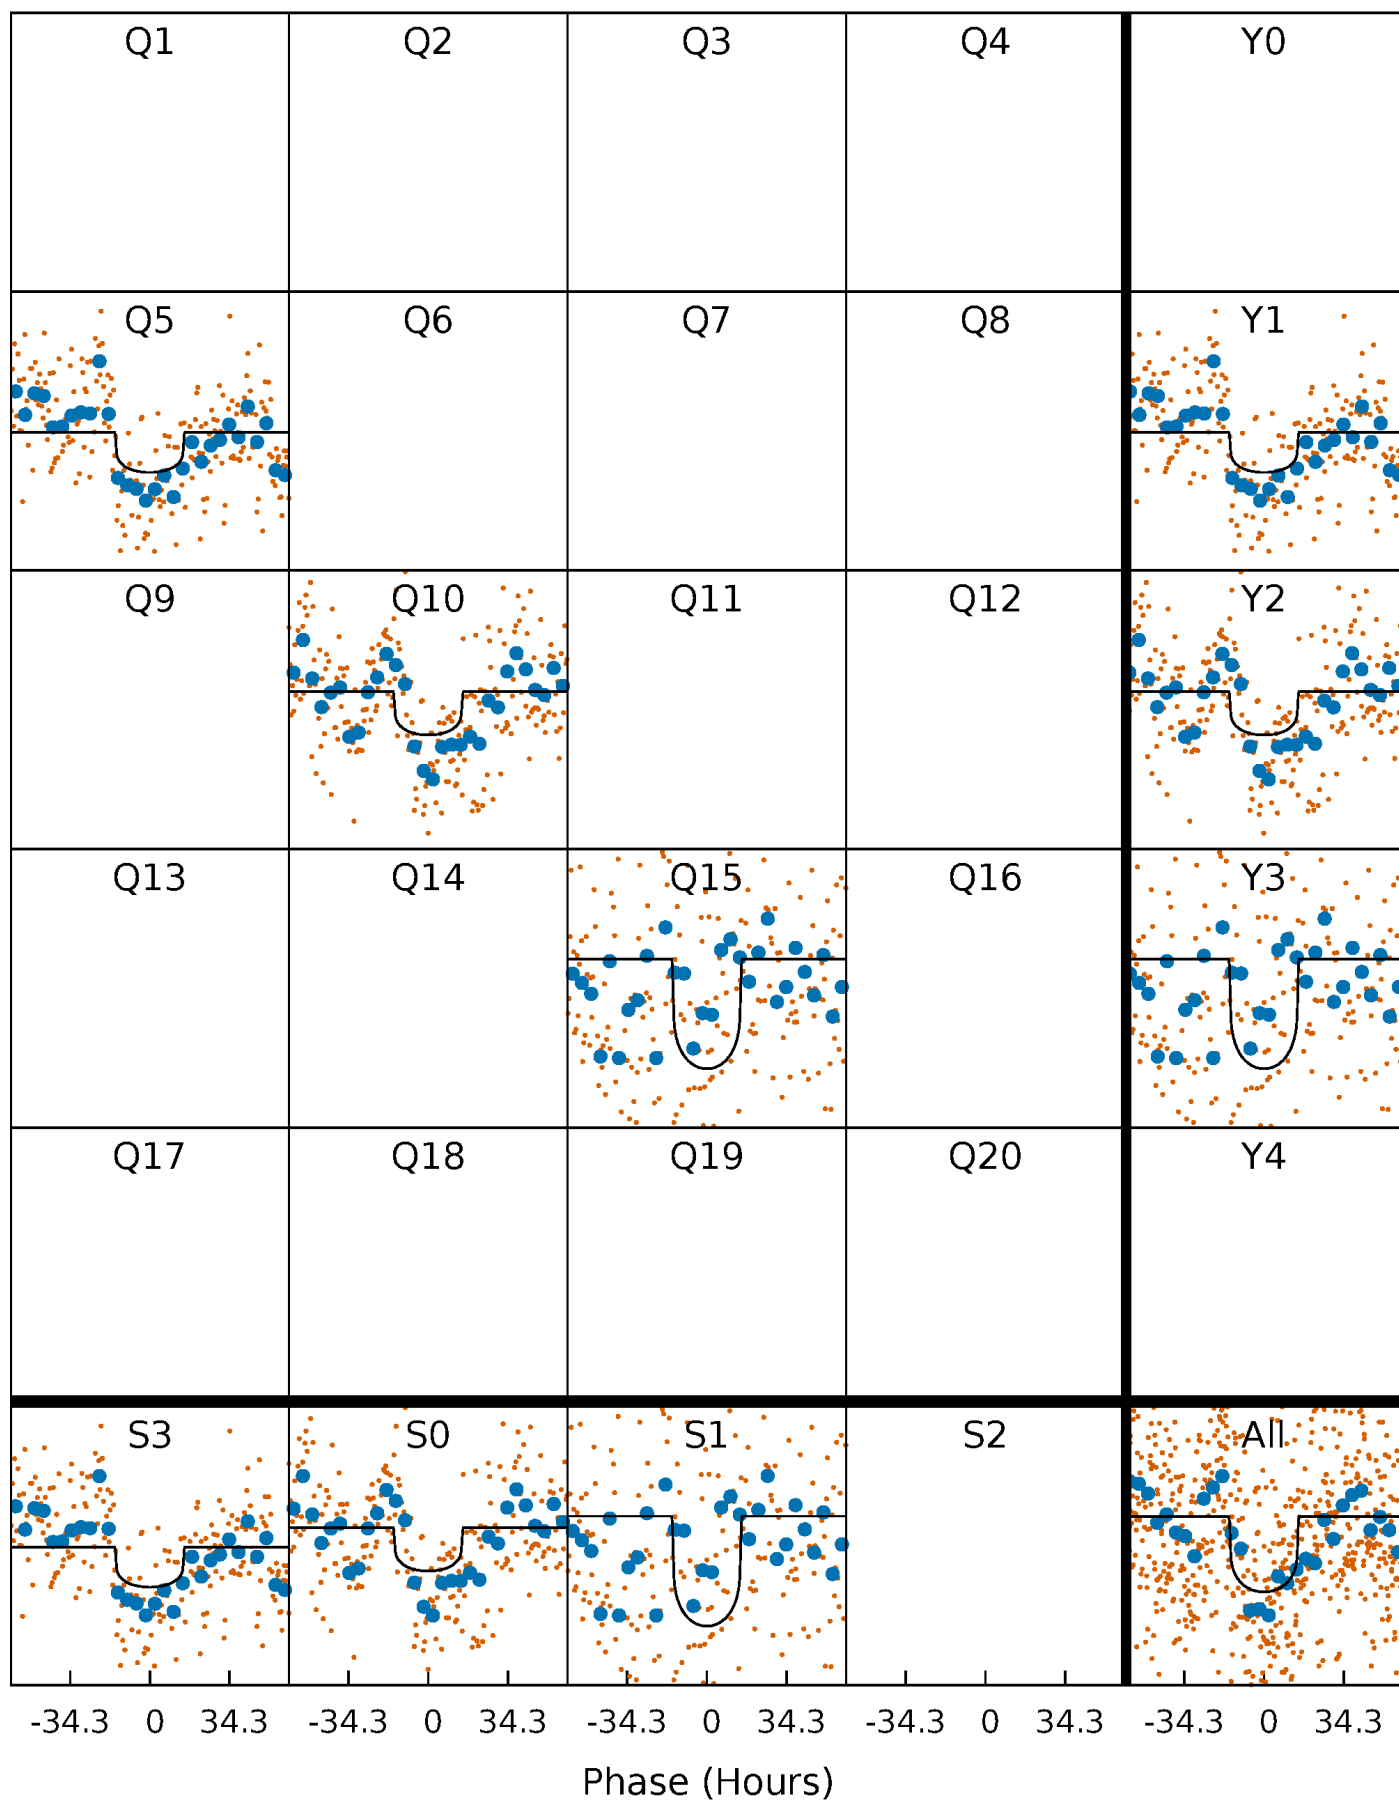 Q1 Q2 Q3 Q4 Y0
Q5 Q6 Q7 Q8 Y1
Q9 Q10 Q11 Q12 Y2
Q13 Q14 Q15 Q16 Y3
Q17 Q18 Q19 Q20 Y4
S3 S0 S1 S2 All
-34.3 0 34.3 -34.3 0 34.3 -34.3 0 34.3 -34.3 0 34.3 -34.3 0 34.3
Phase (Hours)